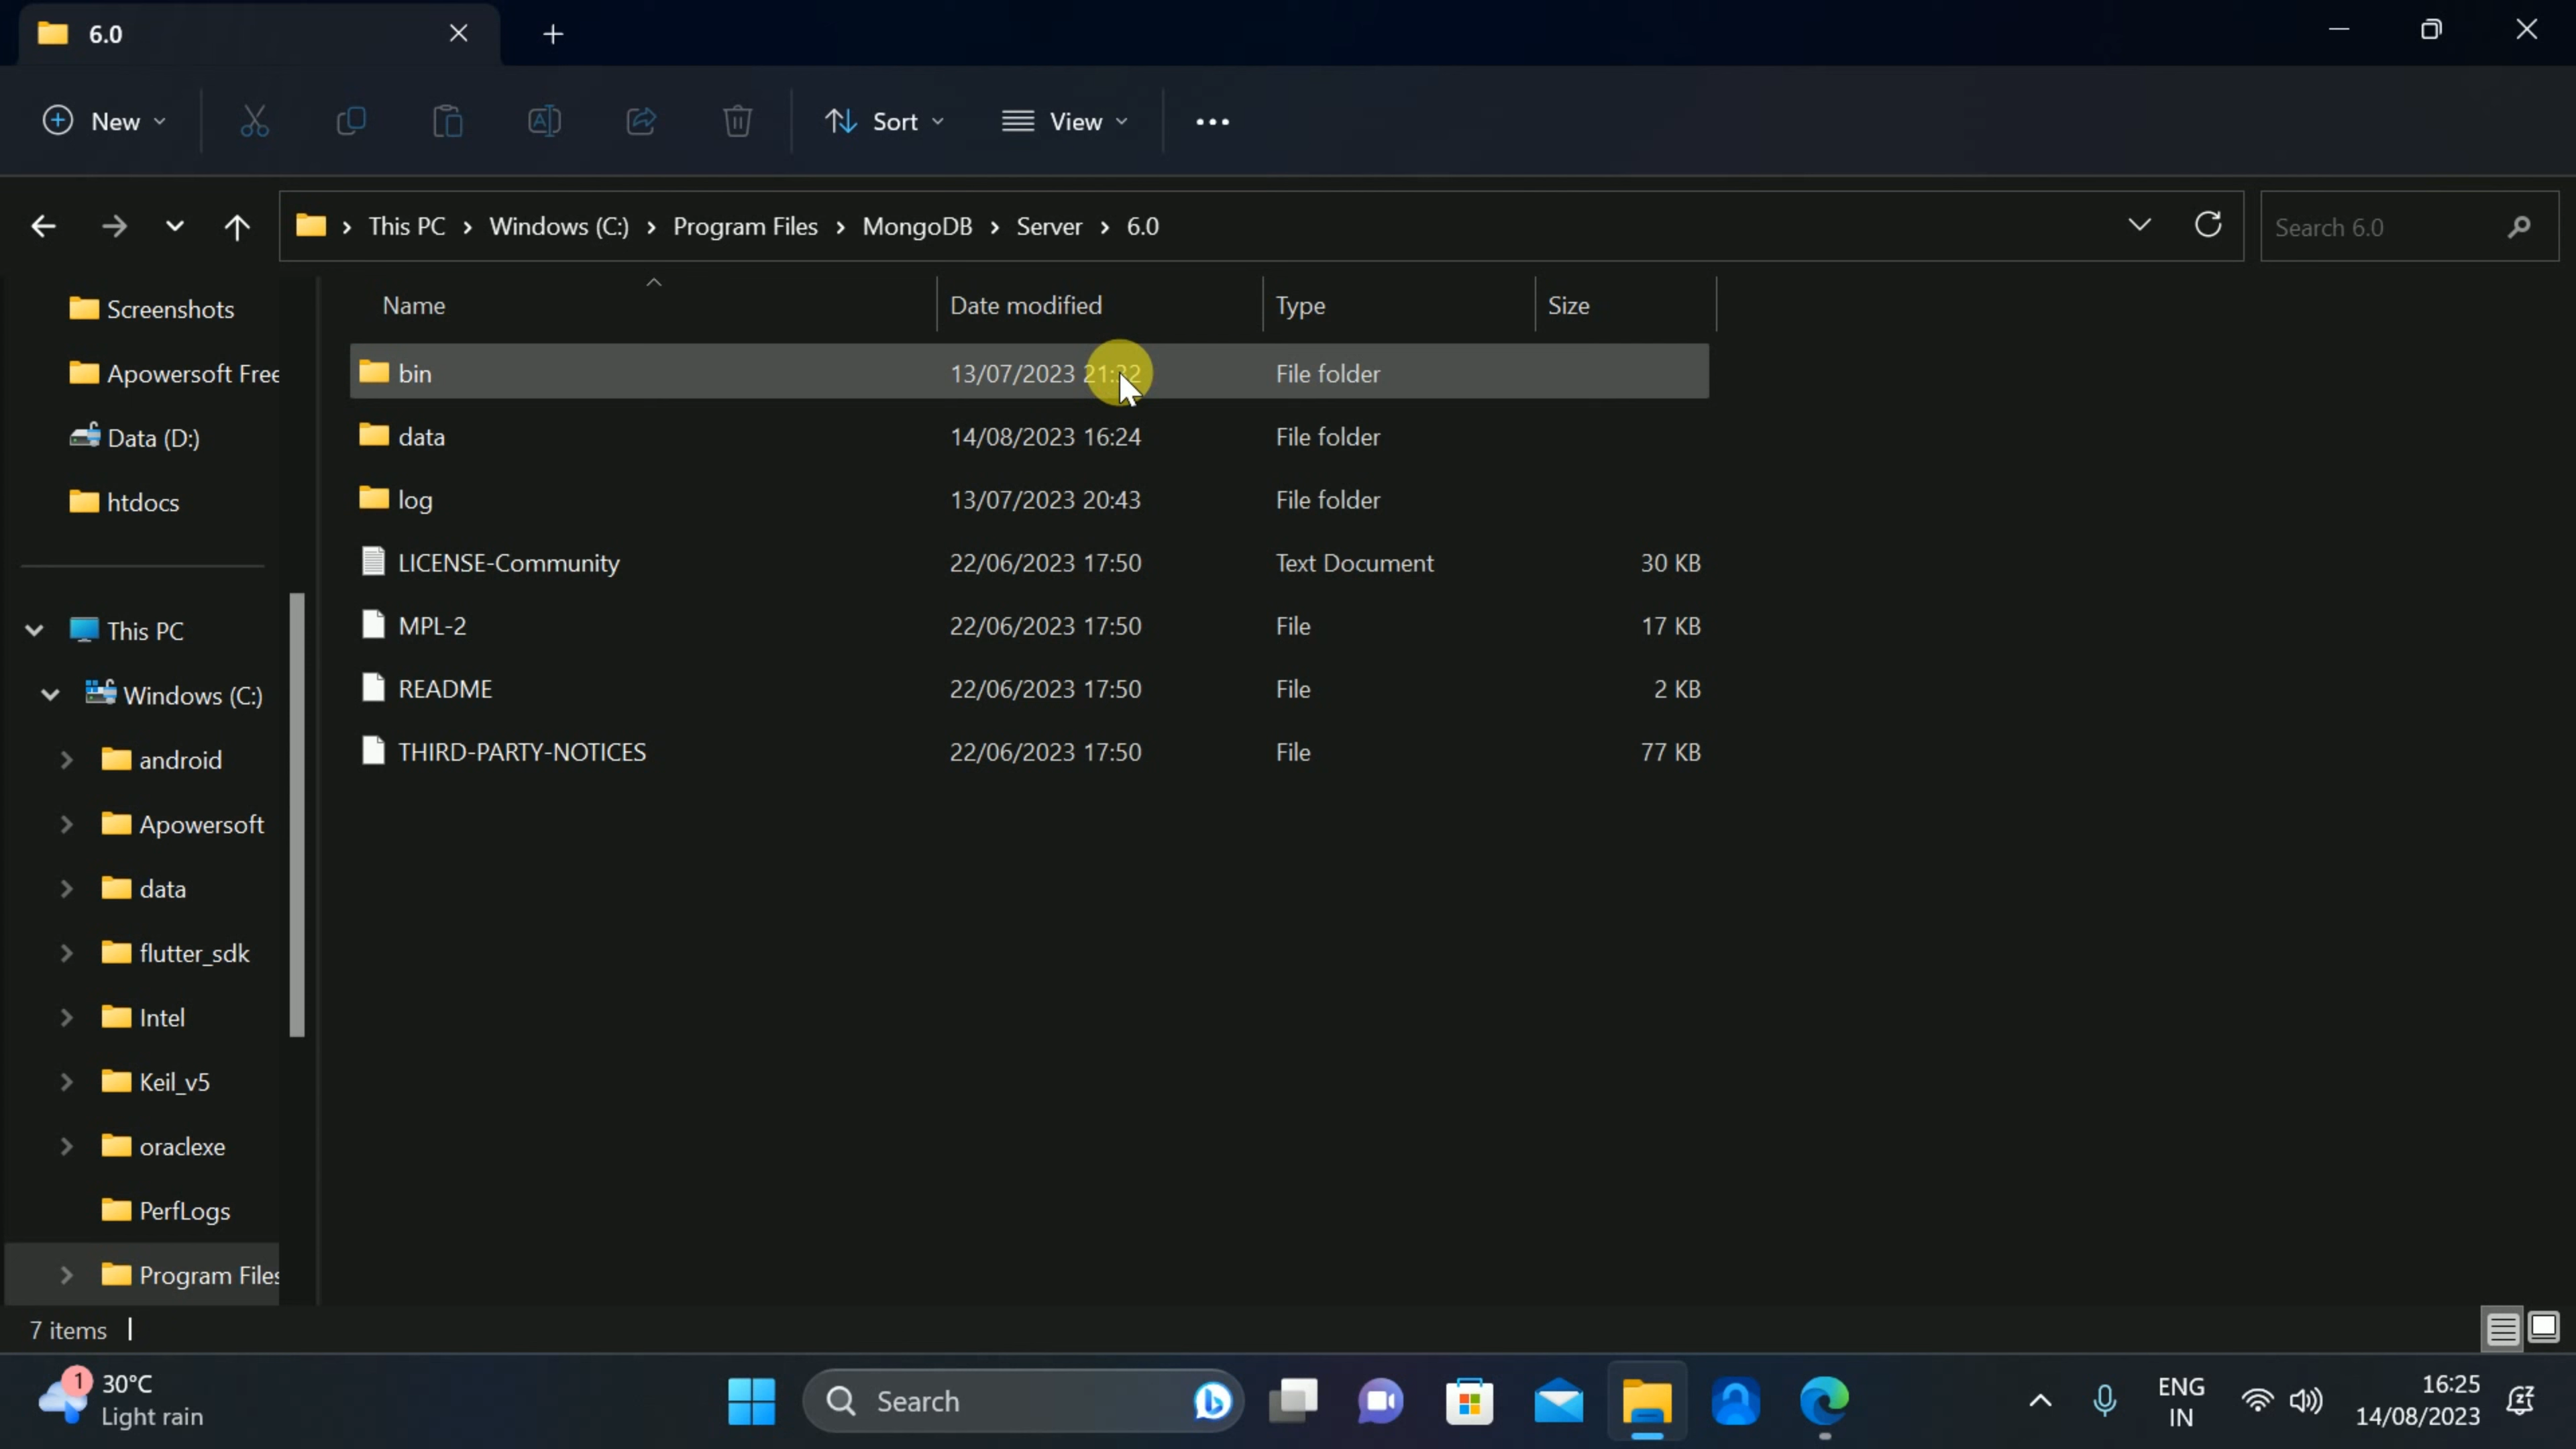 6.0
New
Sort
View
This PC > Windows (C:) > Program Files > MongoDB > Server > 6.0
Search 6.0
Name Date modified Type Size
bin 13/07/2023 21:32 File folder
data 14/08/2023 16:24 File folder
log 13/07/2023 20:43 File folder
LICENSE-Community 22/06/2023 17:50 Text Document 30 KB
MPL-2 22/06/2023 17:50 File 17 KB
README 22/06/2023 17:50 File 2 KB
THIRD-PARTY-NOTICES 22/06/2023 17:50 File 77 KB
Screenshots
Apowersoft Free
Data (D:)
htdocs
This PC
Windows (C:)
android
Apowersoft
data
flutter_sdk
Intel
Keil_v5
oraclexe
PerfLogs
Program Files
7 items
1
30°C
Light rain
Search
ENG
IN
16:25
14/08/2023